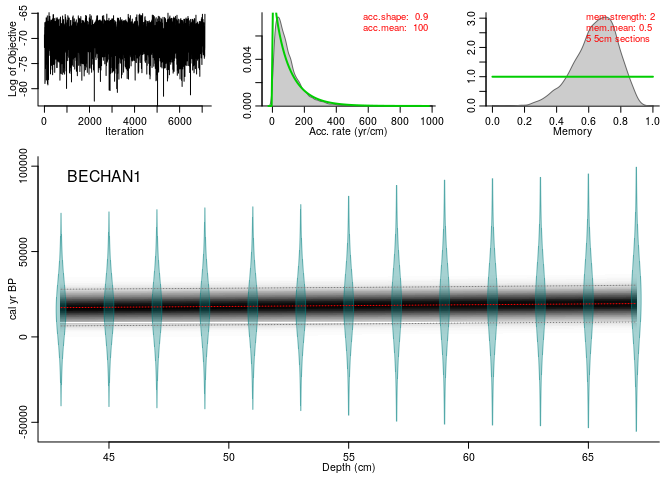 Log of Objective
-65
-70
-75
-80
0
2000
4000
6000
Iteration
acc.shape: 0.9
acc.mean: 100
0.000
0.004
0
200
400
600
800
1000
Acc. rate (yr/cm)
mem.strength: 2
mem.mean: 0.5
5 5cm sections
0.0
1.0
2.0
3.0
0.0
0.2
0.4
0.6
0.8
1.0
Memory
BECHAN1
cal yr BP
100000
50000
0
-50000
45
50
55
60
65
Depth (cm)